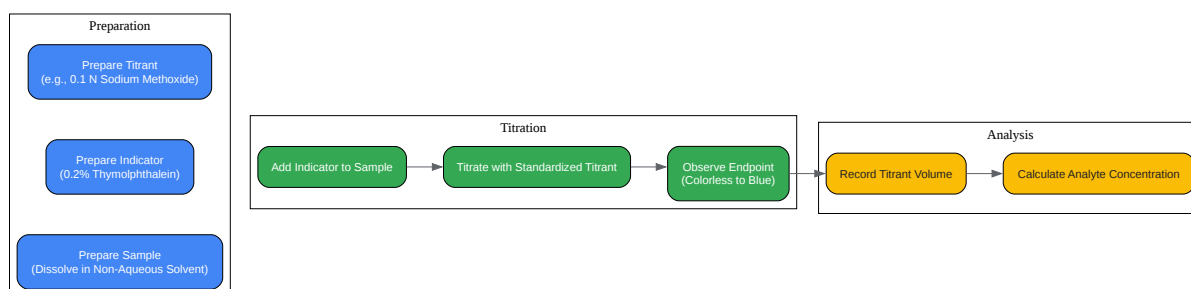 Preparation
Prepare Titrant
(e.g., 0.1 N Sodium Methoxide)
Prepare Indicator
(0.2% Thymolphthalein)
Prepare Sample
(Dissolve in Non-Aqueous Solvent)
Titration
Add Indicator to Sample
Titrate with Standardized Titrant
Observe Endpoint
(Colorless to Blue)
Analysis
Record Titrant Volume
Calculate Analyte Concentration